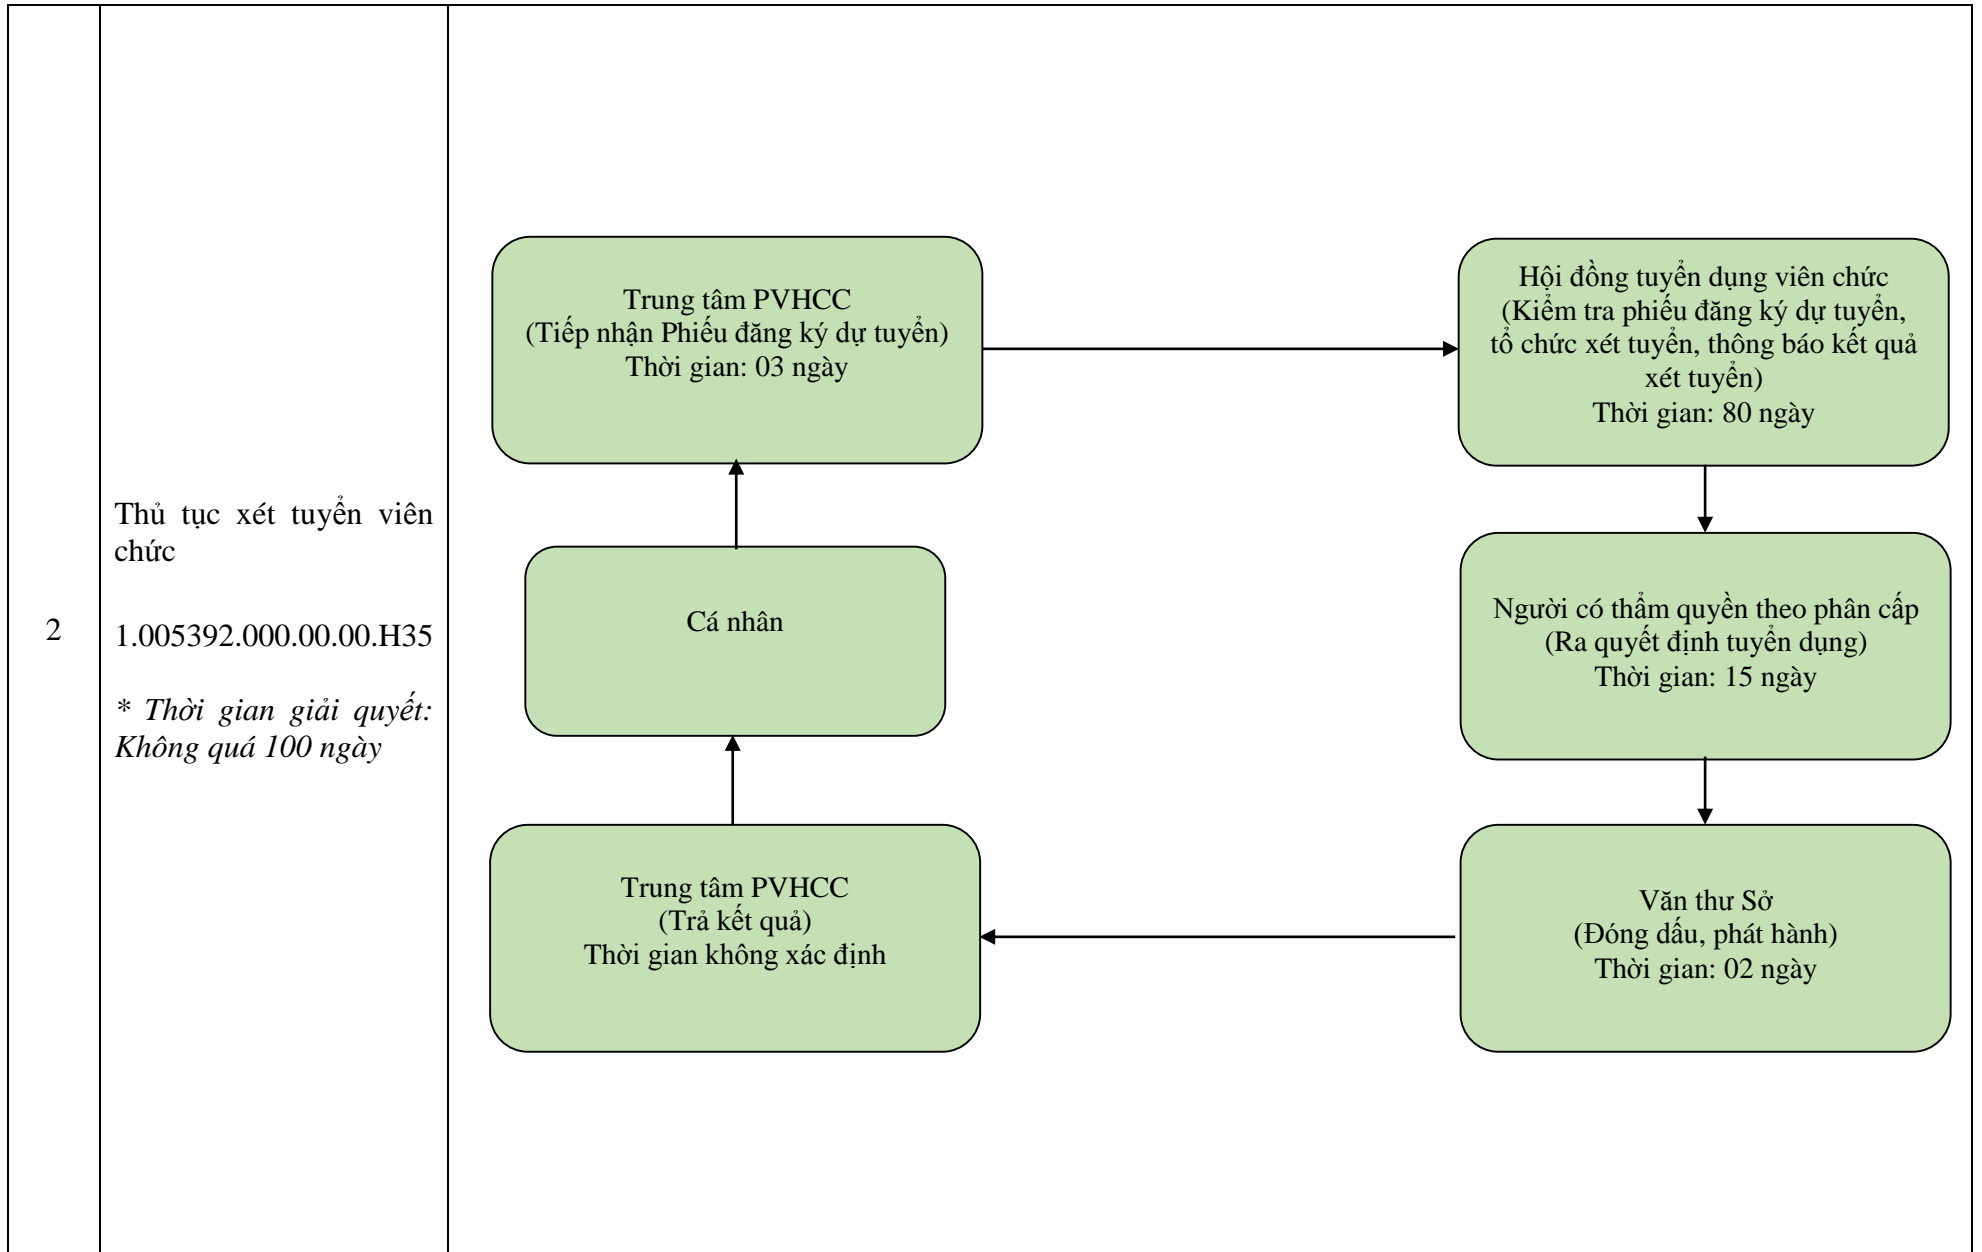 2
Thủ tục xét tuyển viên
chức
1.005392.000.00.00.H35
* Thời gian giải quyết:
Không quá 100 ngày
Trung tâm PVHCC
(Tiếp nhận Phiếu đăng ký dự tuyển)
Thời gian: 03 ngày
Hội đồng tuyển dụng viên chức
(Kiểm tra phiếu đăng ký dự tuyển,
tổ chức xét tuyển, thông báo kết quả
xét tuyển)
Thời gian: 80 ngày
Cá nhân
Người có thẩm quyền theo phân cấp
(Ra quyết định tuyển dụng)
Thời gian: 15 ngày
Trung tâm PVHCC
(Trả kết quả)
Thời gian không xác định
Văn thư Sở
(Đóng dấu, phát hành)
Thời gian: 02 ngày